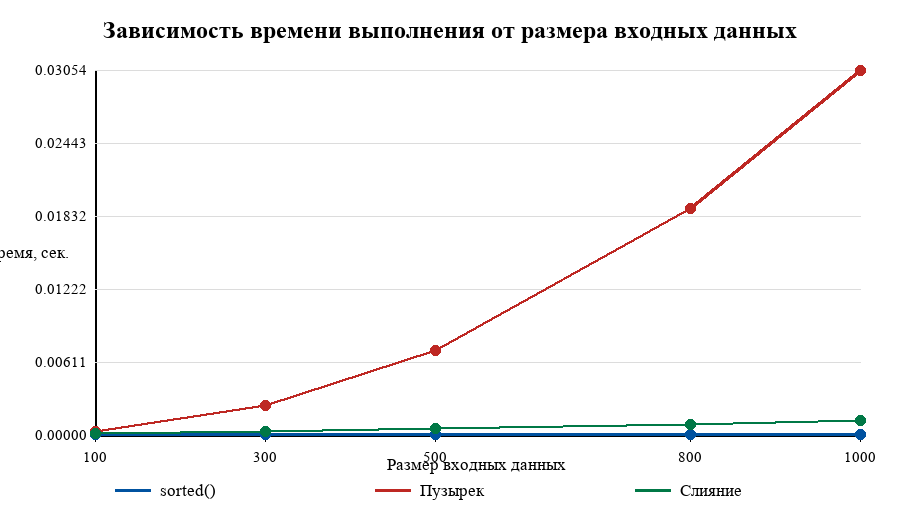 Зависимость времени выполнения от размера входных данных
0.03054
0.02443
0.01832
ремя, сек.
0.01222
0.00611
0.00000
100 300 500 800 1000
Размер входных данных
sorted() Пузырек Слияние